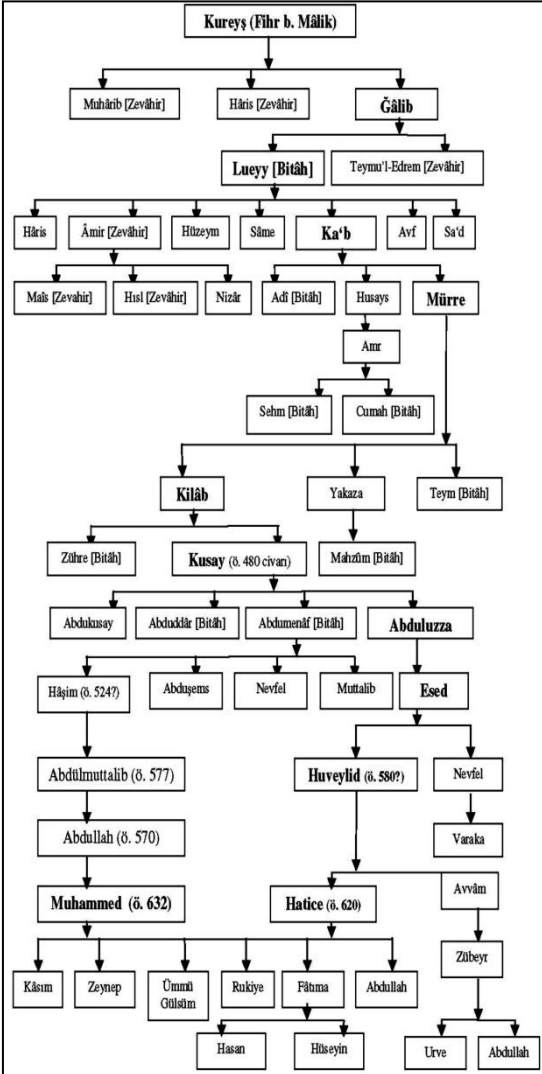 Kureyş (Fihr b. Mâlik)
Muhârib [Zevâhir]
Hâris [Zevâhir]
Ğâlib
Lueyy [Bitâh]
Teymu'l-Edrem [Zevâhir]
Hâris
Âmir [Zevâhir]
Hüzeym
Sâme
Ka‘b
Avf
Sa‘d
Maîs [Zevahir]
Hısl [Zevâhir]
Nizâr
Adî [Bitâh]
Husays
Mürre
Amr
Sehm [Bitâh]
Cumah [Bitâh]
Kilâb
Yakaza
Teym [Bitâh]
Zühre [Bitâh]
Kusay (ö. 480 civarı)
Mahzûm [Bitâh]
Abdukusay
Abduddâr [Bitâh]
Abdumenâf [Bitâh]
Abduluzza
Hâşim (ö. 524?)
Abduşems
Nevfel
Muttalib
Esed
Abdülmuttalib (ö. 577)
Huveylid (ö. 580?)
Nevfel
Abdullah (ö. 570)
Varaka
Muhammed (ö. 632)
Hatice (ö. 620)
Avvâm
Kâsım
Zeynep
Ümmü
Gülsüm
Rukiye
Fâtıma
Abdullah
Zübeyr
Hasan
Hüseyin
Urve
Abdullah